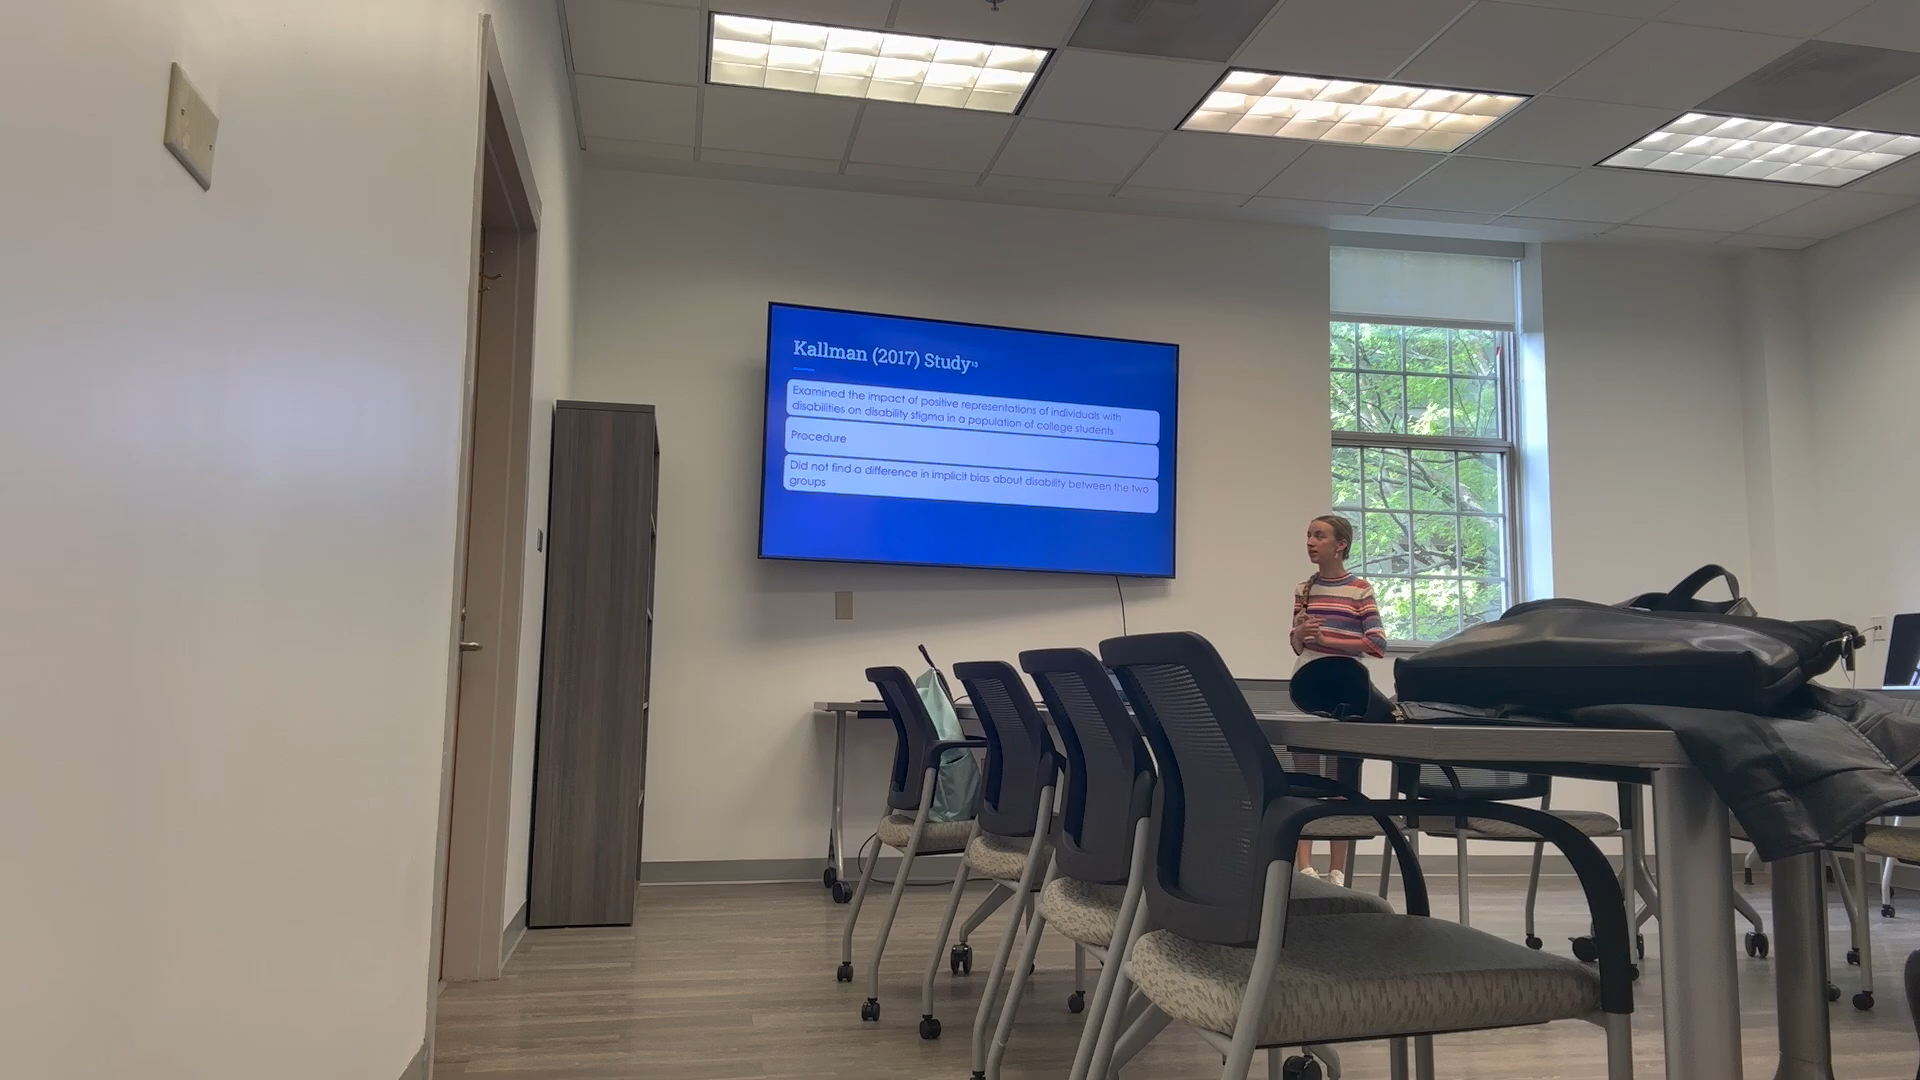 Kallman (2017) Study¹³
Examined the impact of positive representations of individuals with
disabilities on disability stigma in a population of college students
Procedure
Did not find a difference in implicit bias about disability between the two
groups